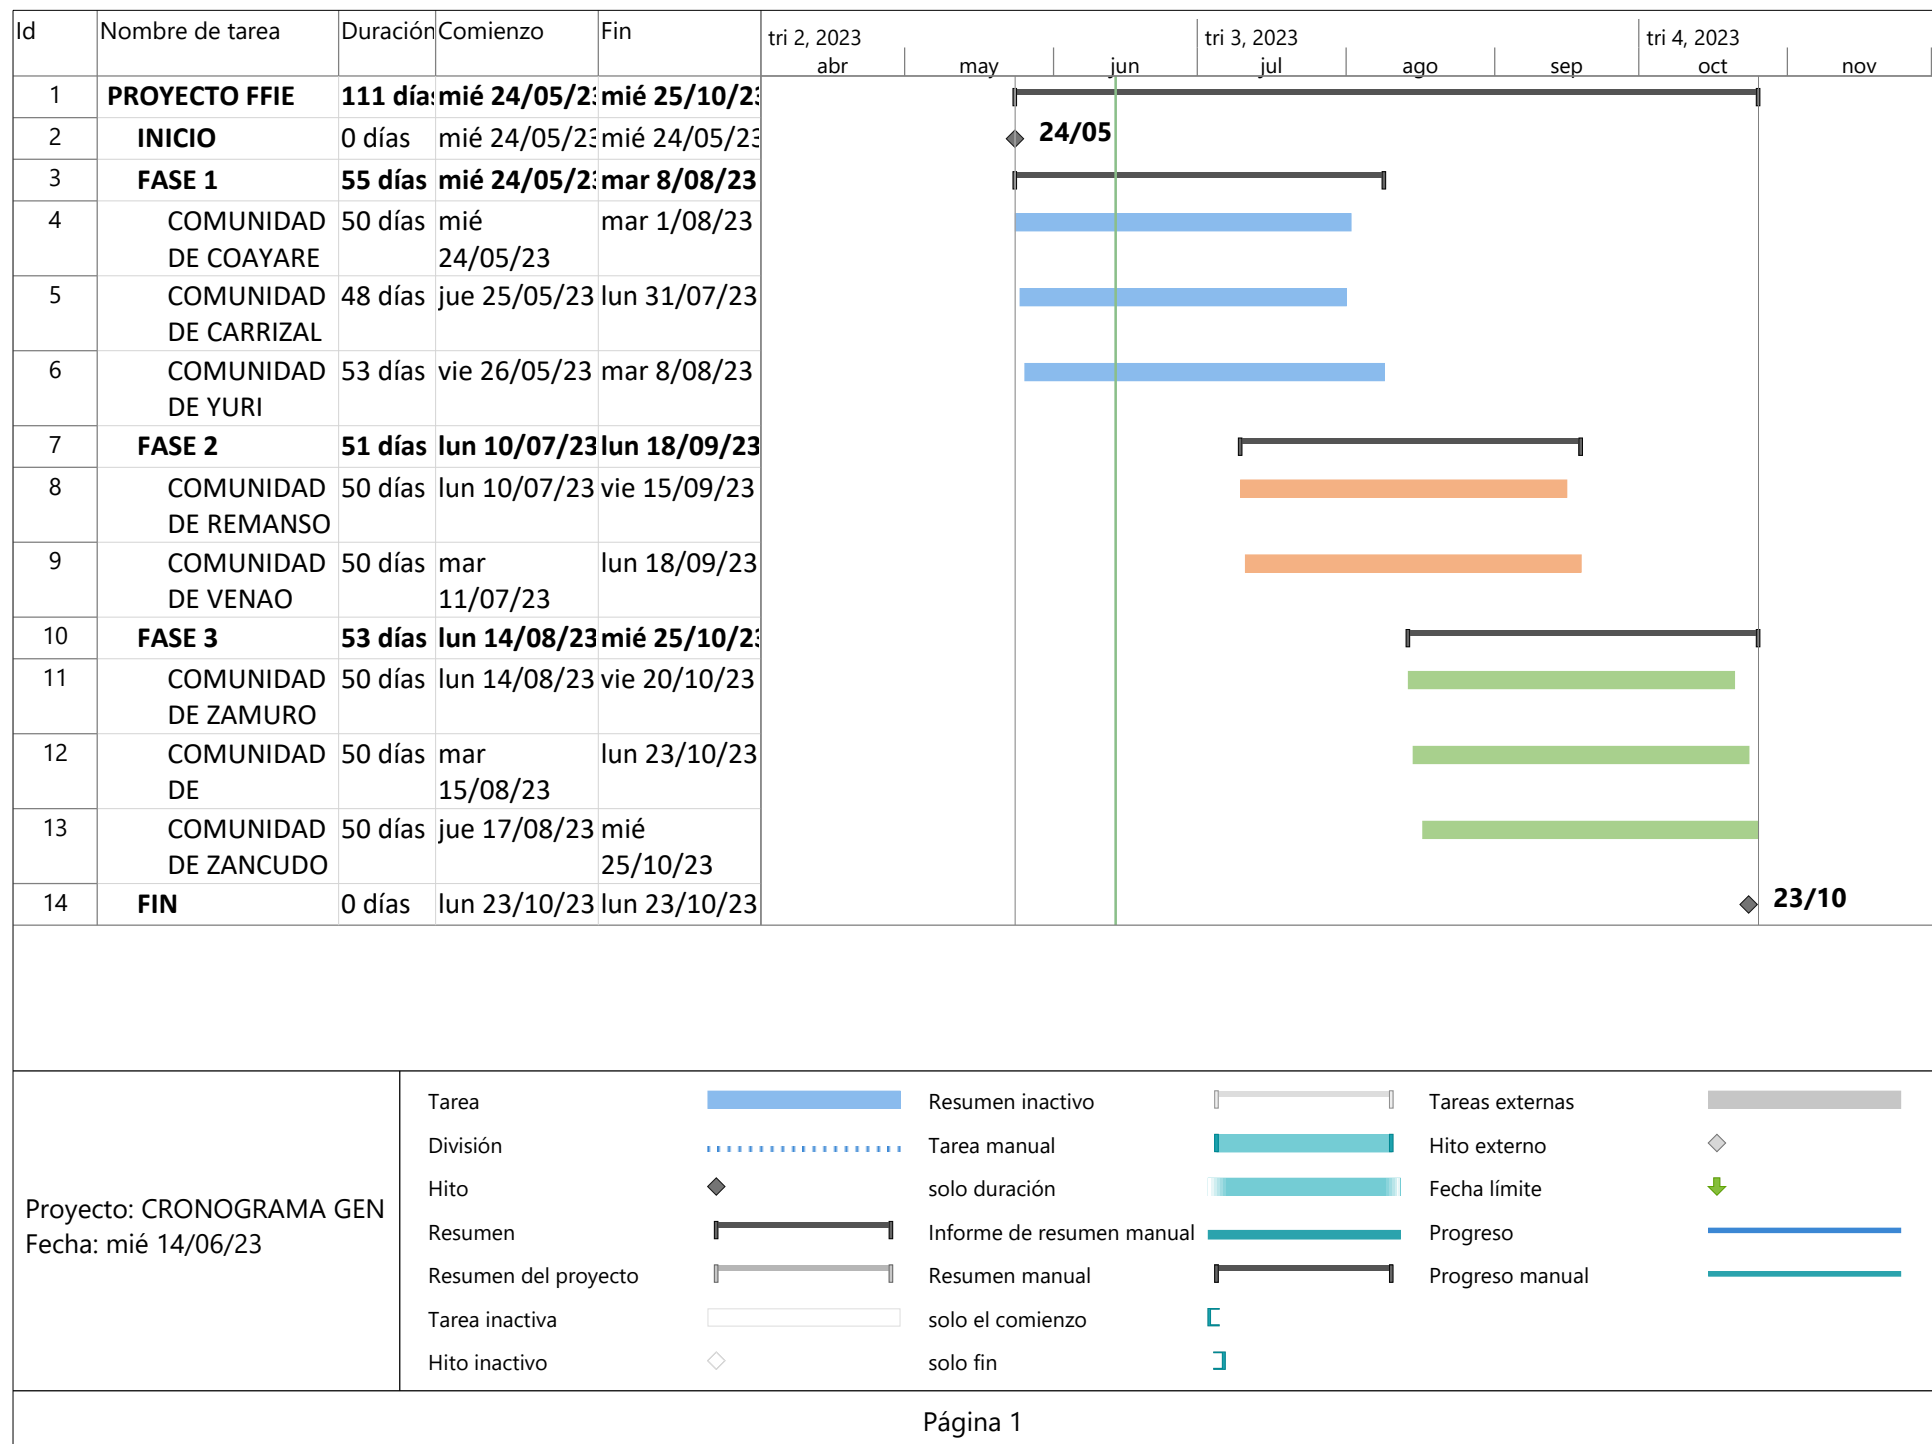 Id Nombre de tarea Duración Comienzo Fin
tri 2, 2023 tri 3, 2023 tri 4, 2023
abr may jun jul ago sep oct nov
1 PROYECTO FFIE 111 días mié 24/05/23 mié 25/10/23
2 INICIO 0 días mié 24/05/23 mié 24/05/23 24/05
3 FASE 1 55 días mié 24/05/23 mar 8/08/23
4 COMUNIDAD 50 días mié mar 1/08/23
DE COAYARE 24/05/23
5 COMUNIDAD 48 días jue 25/05/23 lun 31/07/23
DE CARRIZAL
6 COMUNIDAD 53 días vie 26/05/23 mar 8/08/23
DE YURI
7 FASE 2 51 días lun 10/07/23 lun 18/09/23
8 COMUNIDAD 50 días lun 10/07/23 vie 15/09/23
DE REMANSO
9 COMUNIDAD 50 días mar lun 18/09/23
DE VENAO 11/07/23
10 FASE 3 53 días lun 14/08/23 mié 25/10/23
11 COMUNIDAD 50 días lun 14/08/23 vie 20/10/23
DE ZAMURO
12 COMUNIDAD 50 días mar lun 23/10/23
DE 15/08/23
13 COMUNIDAD 50 días jue 17/08/23 mié
DE ZANCUDO 25/10/23
14 FIN 0 días lun 23/10/23 lun 23/10/23 23/10
Proyecto: CRONOGRAMA GEN
Fecha: mié 14/06/23
Tarea
División
Hito
Resumen
Resumen del proyecto
Tarea inactiva
Hito inactivo
Resumen inactivo
Tarea manual
solo duración
Informe de resumen manual
Resumen manual
solo el comienzo
solo fin
Tareas externas
Hito externo
Fecha límite
Progreso
Progreso manual
Página 1